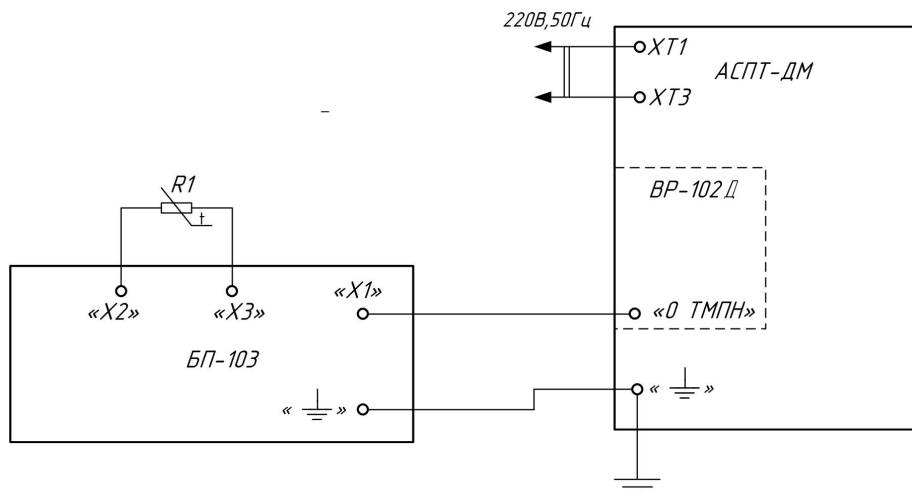 220В,50Гц
ХТ1
АСПТ-ДМ
ХТ3
R1
ВР-102Д
t
«Х1»
«Х2»
«Х3»
«0 ТМПН»
БП-103
« »
« »